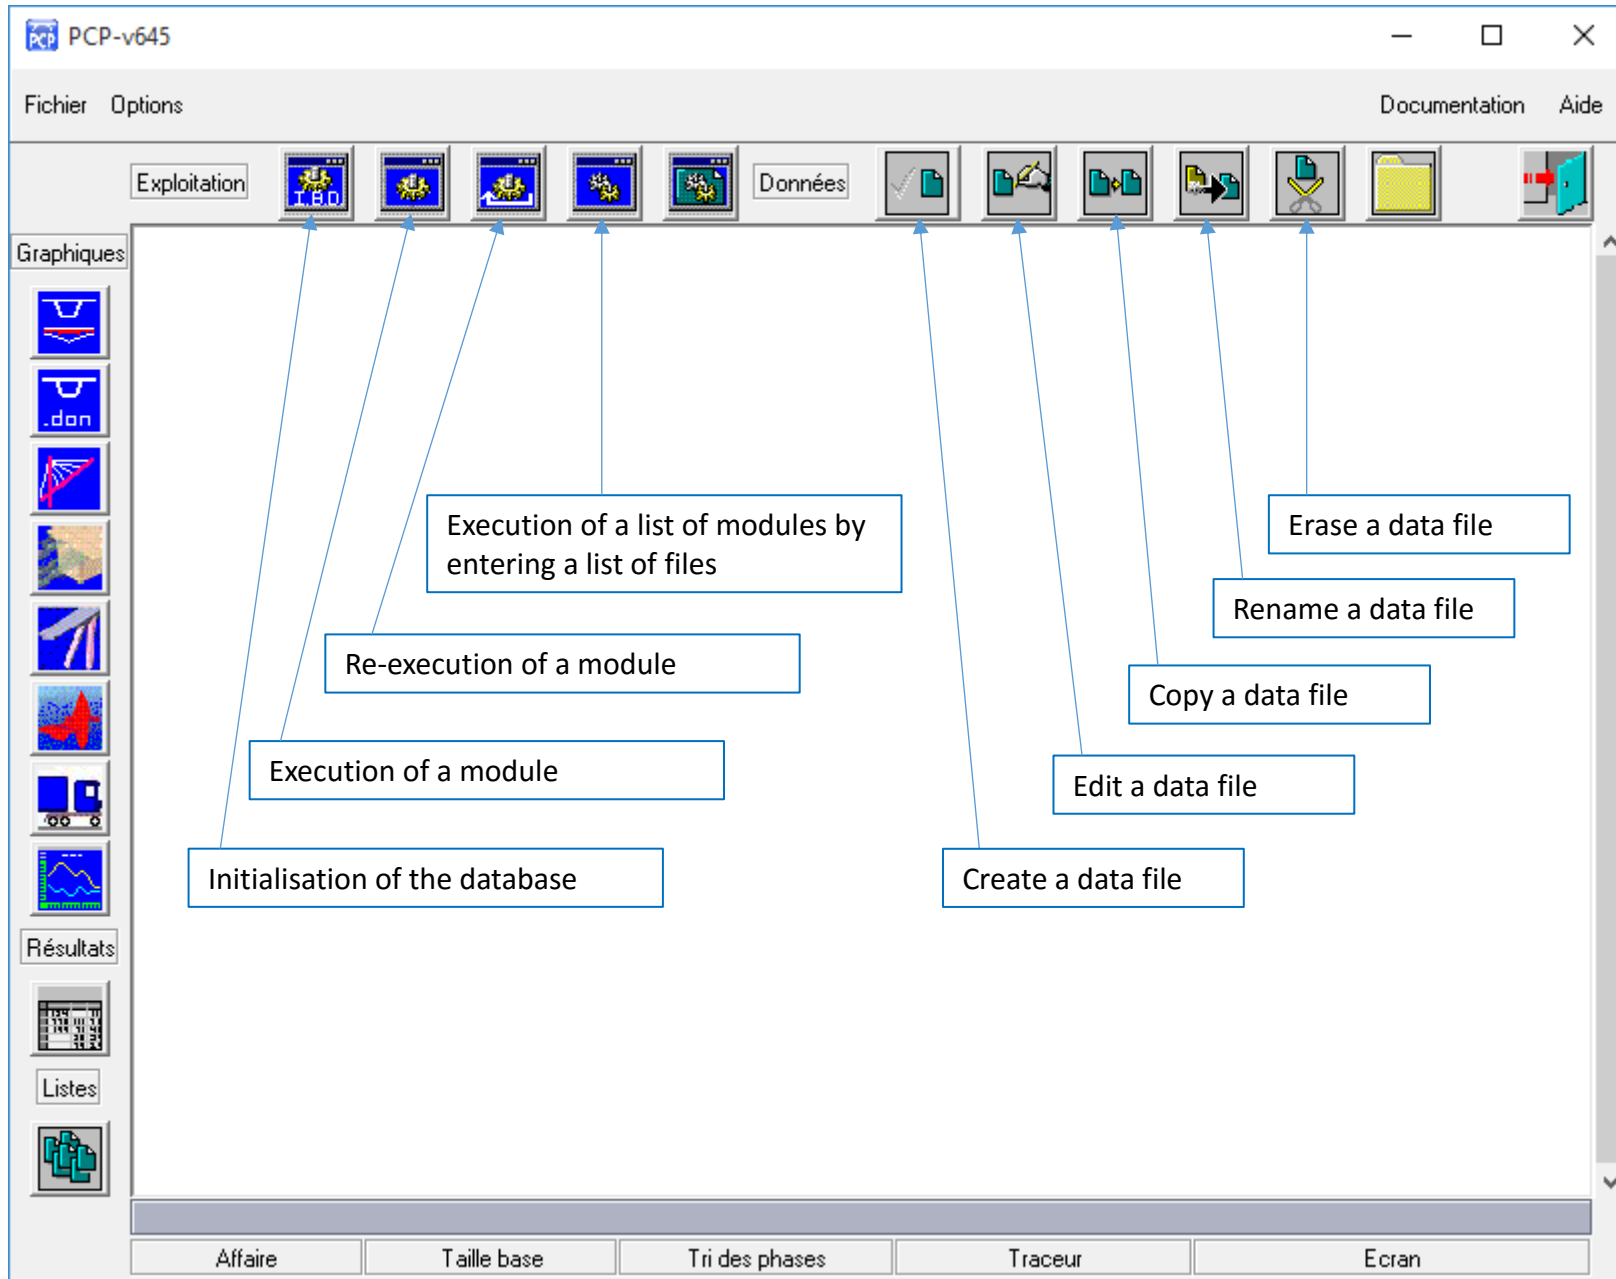 PCP PCP-v645
Fichier Options Documentation Aide
Exploitation I.B.D Données
Graphiques
.don
Execution of a list of modules by
entering a list of files
Erase a data file
Rename a data file
Re-execution of a module
Copy a data file
Execution of a module
Edit a data file
Initialisation of the database
Create a data file
Résultats
Listes
Affaire Taille base Tri des phases Traceur Ecran